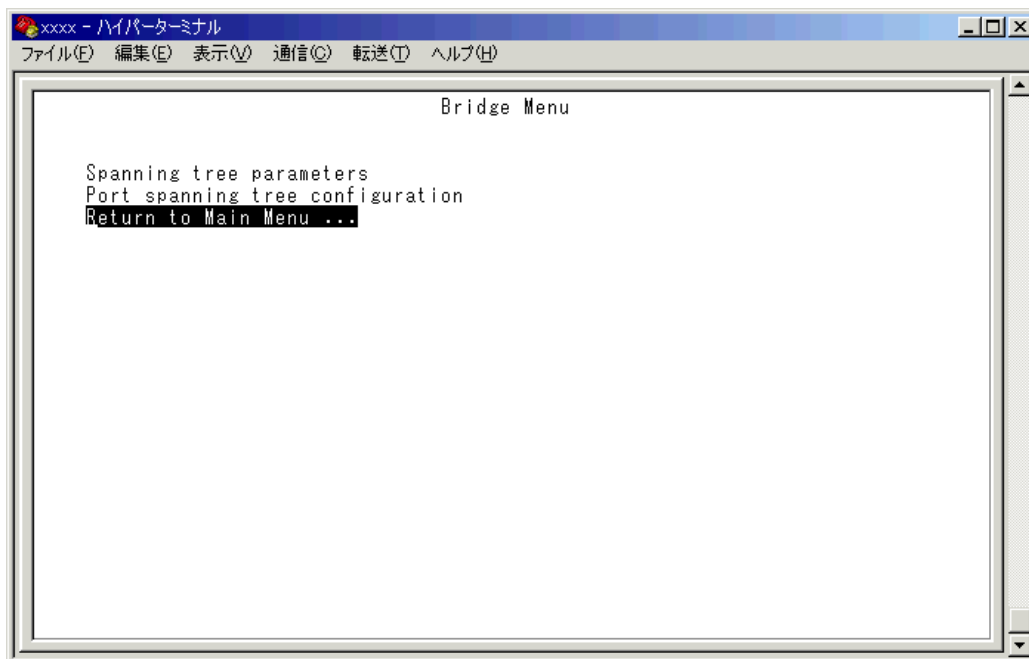 xxxx - ハイパーターミナル
ファイル(F) 編集(E) 表示(V) 通信(C) 転送(T) ヘルプ(H)
Bridge Menu
Spanning tree parameters
Port spanning tree configuration
Return to Main Menu ...